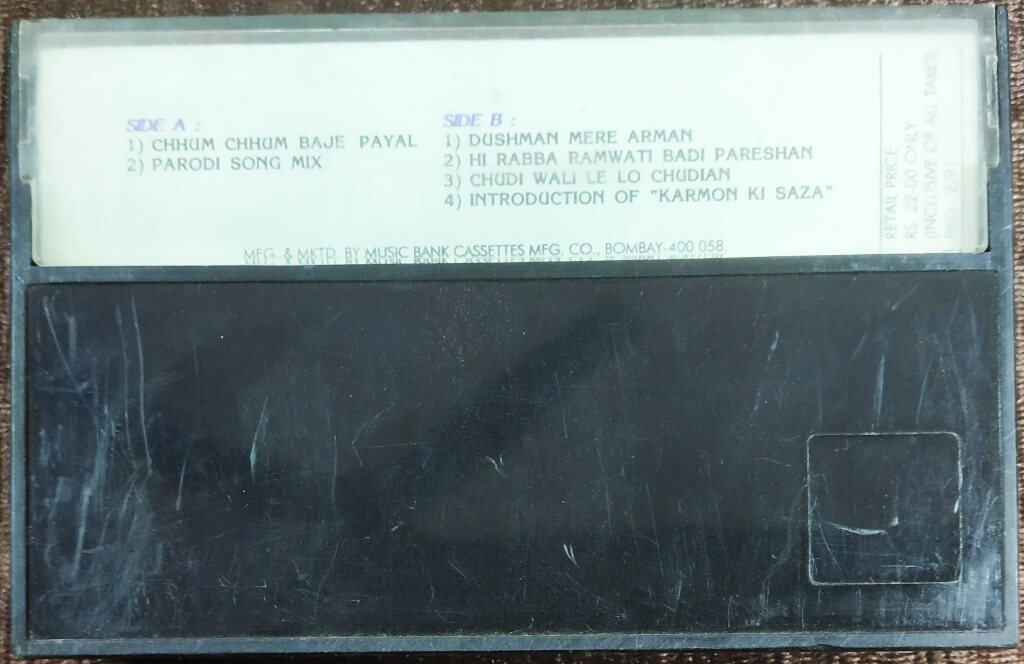 SIDE A :
1) CHHUM CHHUM BAJE PAYAL
2) PARODI SONG MIX
SIDE B :
1) DUSHMAN MERE ARMAN
2) HI RABBA RAMWATI BADI PARESHAN
3) CHUDI WALI LE LO CHUDIAN
4) INTRODUCTION OF "KARMON KI SAZA"
MFG. & MKTD. BY MUSIC BANK CASSETTES MFG. CO., BOMBAY-400 058.
RETAIL PRICE
RS. 22-00 ONLY
(INCLUSIVE OF ALL TAXES)
2/91